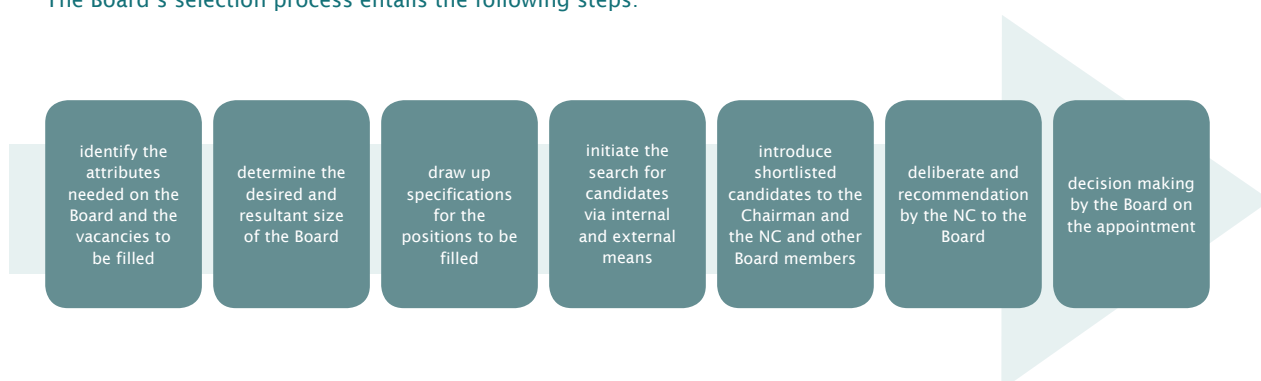 The Board's selection process entails the following steps:
identify the
attributes
needed on the
Board and the
vacancies to
be filled
determine the
desired and
resultant size
of the Board
draw up
specifications
for the
positions to be
filled
initiate the
search for
candidates
via internal
and external
means
introduce
shortlisted
candidates to the
Chairman and
the NC and other
Board members
deliberate and
recommendation
by the NC to the
Board
decision making
by the Board on
the appointment